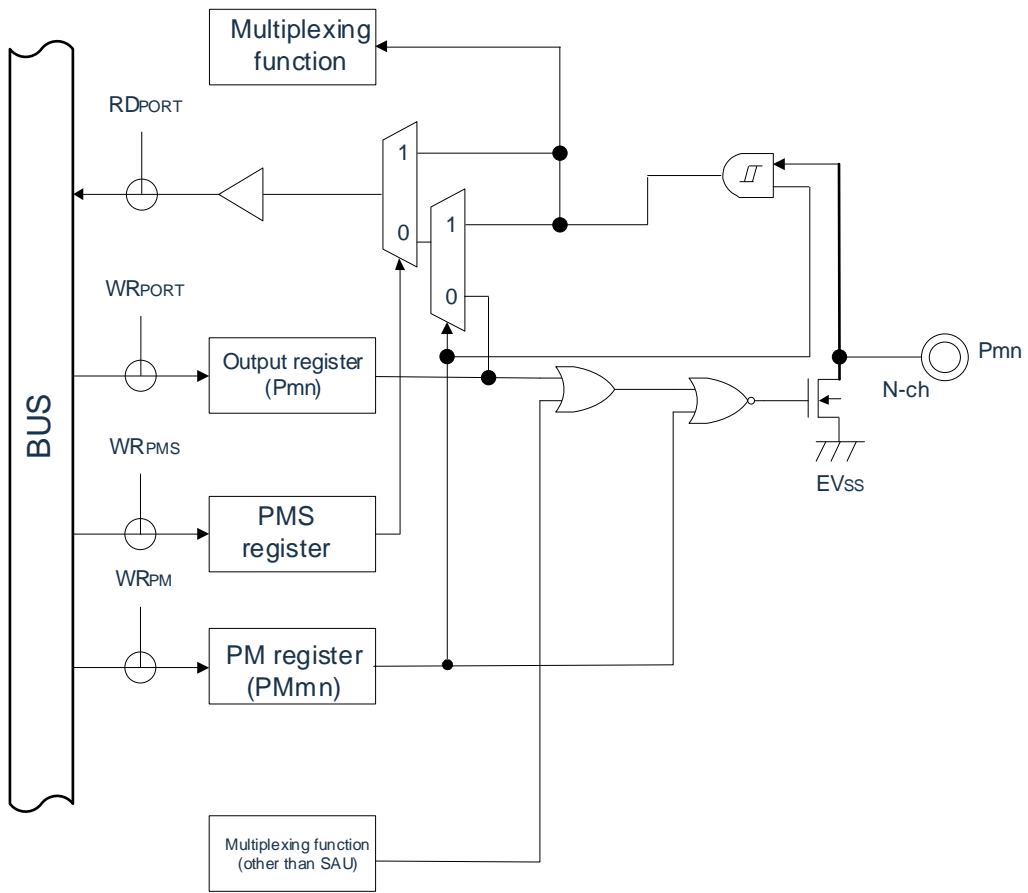 Multiplexing
function
RDPORT
1
0
1
0
WRPORT
Output register
(Pmn)
Pmn
N-ch
EVSS
BUS
WRPMS
PMS
register
WRPM
PM register
(PMmn)
Multiplexing function
(other than SAU)